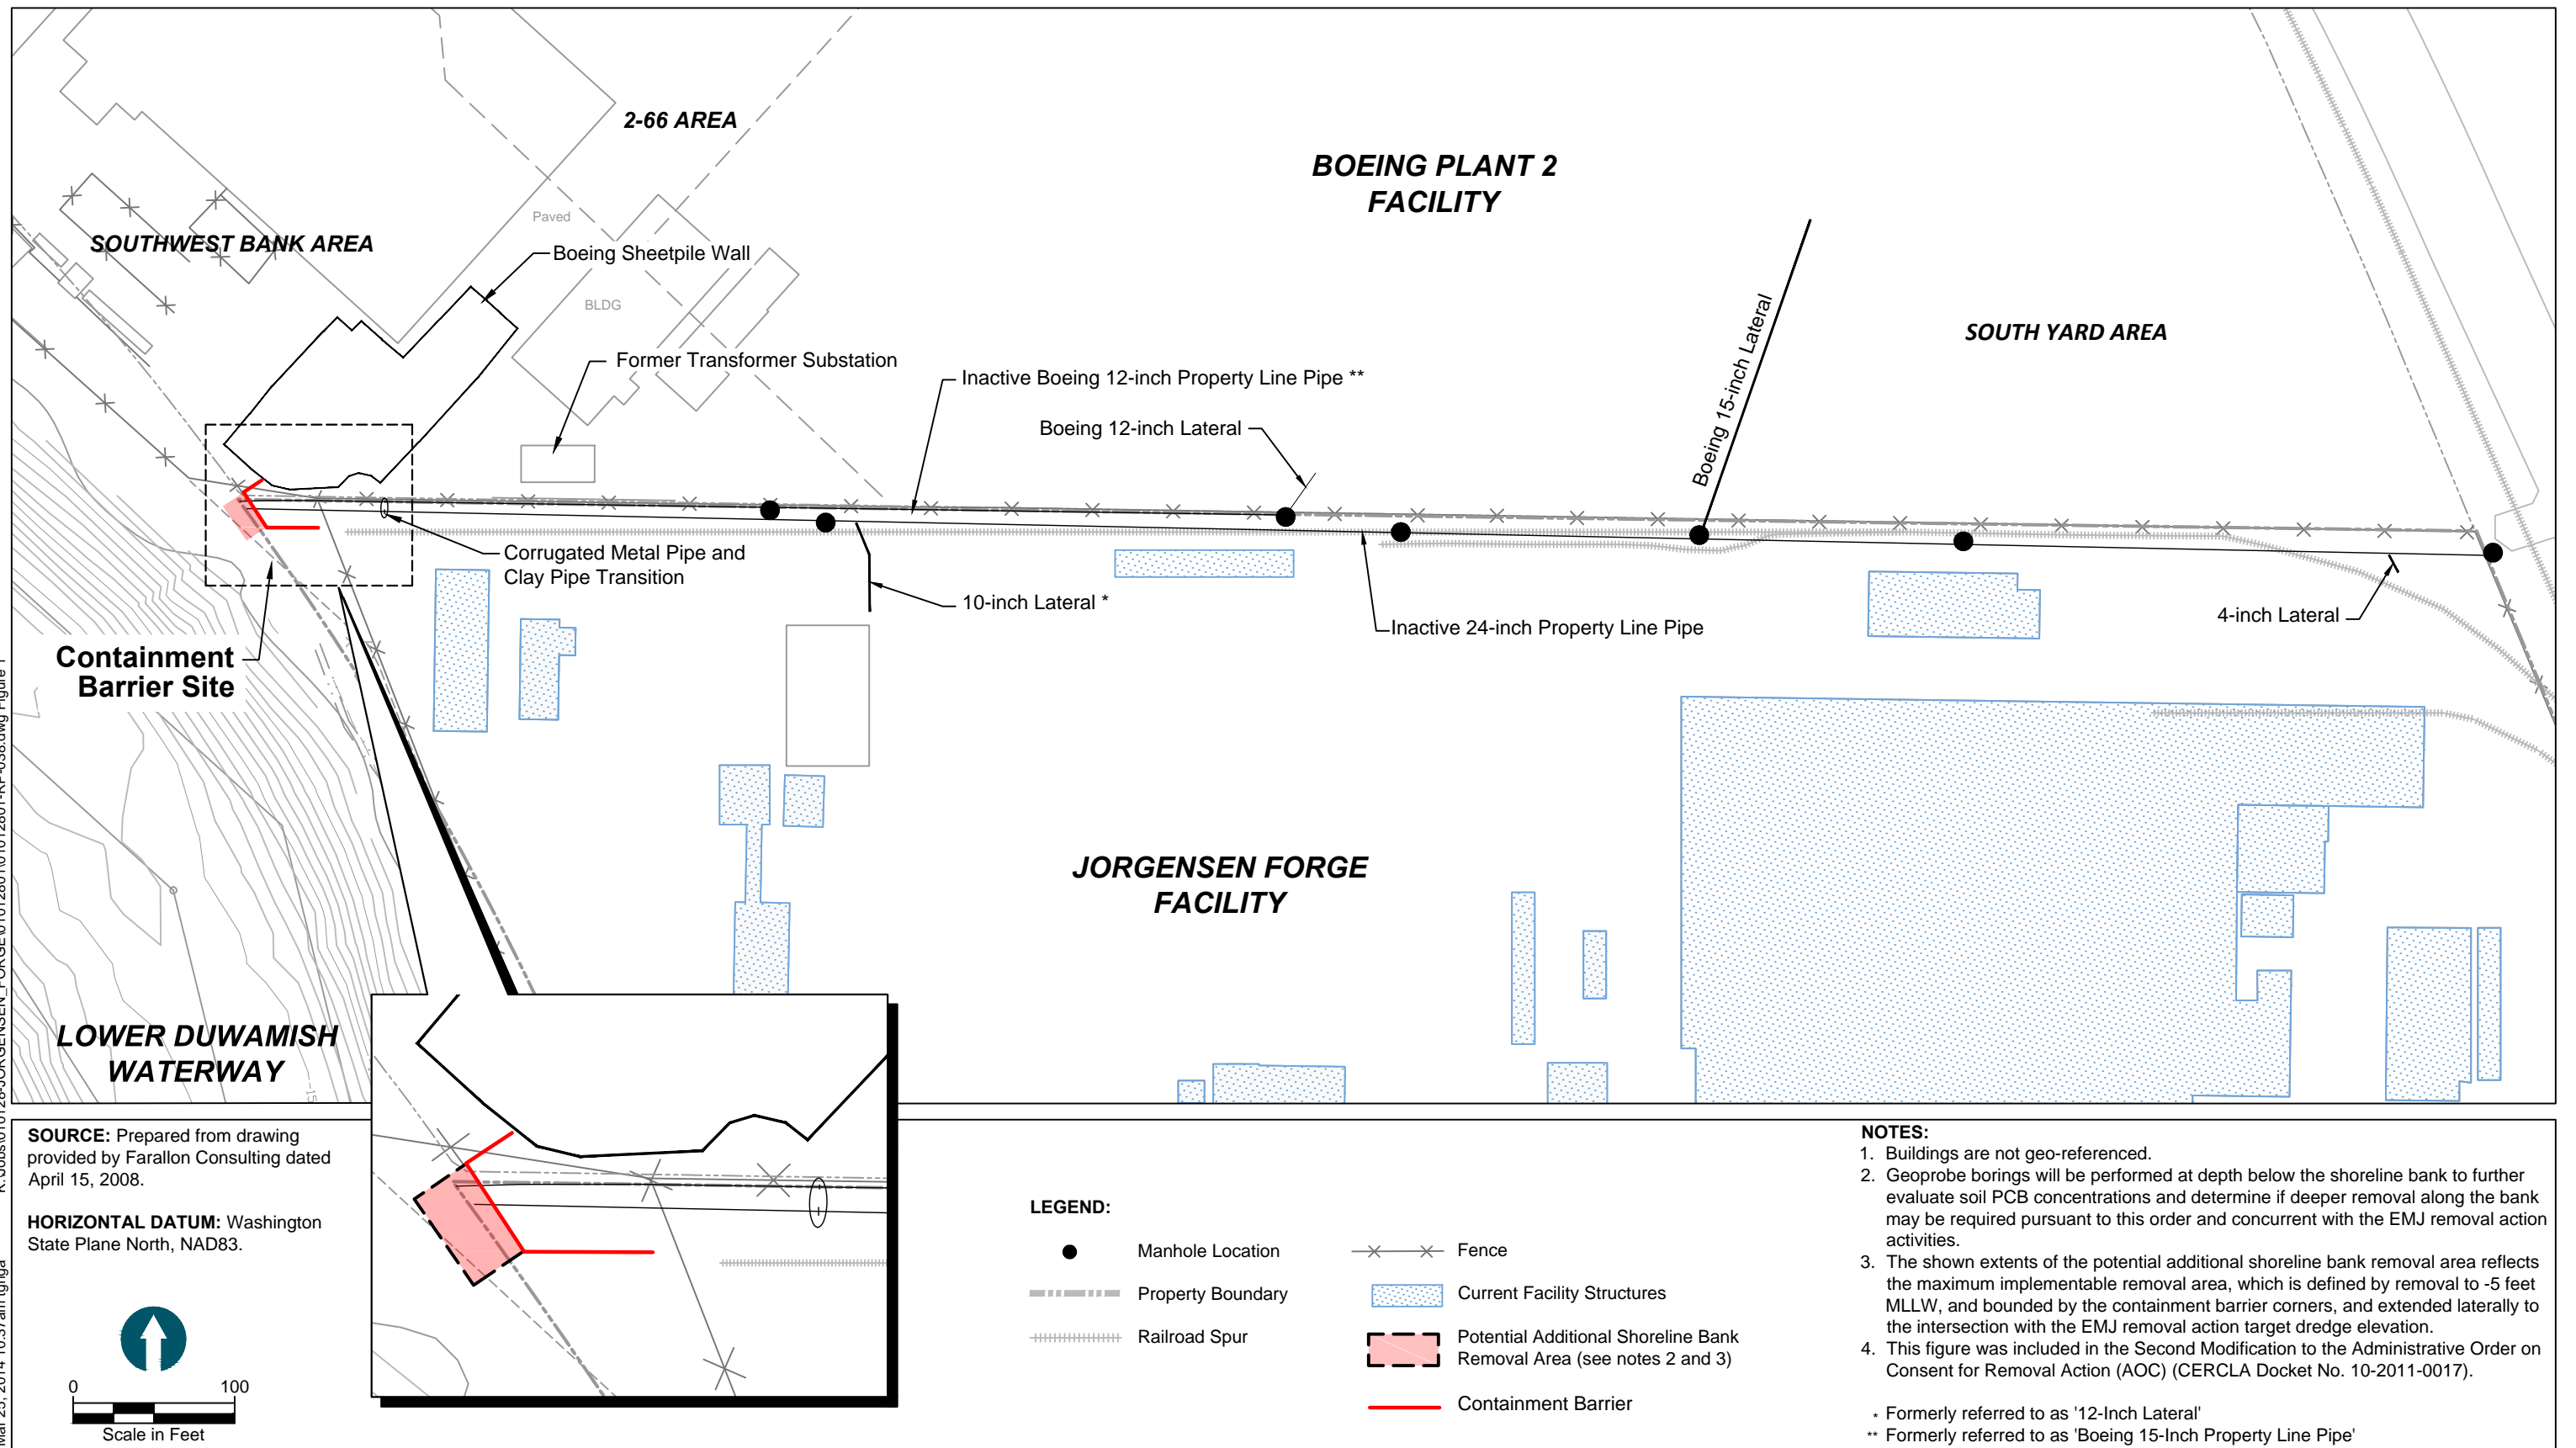 2-66 AREA
BOEING PLANT 2
FACILITY
SOUTHWEST BANK AREA
Paved
Boeing Sheetpile Wall
BLDG
Former Transformer Substation
Inactive Boeing 12-inch Property Line Pipe **
Boeing 12-inch Lateral
Boeing 15-inch Lateral
SOUTH YARD AREA
Corrugated Metal Pipe and
Clay Pipe Transition
10-inch Lateral *
Inactive 24-inch Property Line Pipe
4-inch Lateral
Containment
Barrier Site
JORGENSEN FORGE
FACILITY
LOWER DUWAMISH
WATERWAY
-15
SOURCE: Prepared from drawing
provided by Farallon Consulting dated
April 15, 2008.
HORIZONTAL DATUM: Washington
State Plane North, NAD83.
0 100
Scale in Feet
LEGEND:
Manhole Location
Property Boundary
Railroad Spur
Fence
Current Facility Structures
Potential Additional Shoreline Bank
Removal Area (see notes 2 and 3)
Containment Barrier
NOTES:
1. Buildings are not geo-referenced.
2. Geoprobe borings will be performed at depth below the shoreline bank to further
evaluate soil PCB concentrations and determine if deeper removal along the bank
may be required pursuant to this order and concurrent with the EMJ removal action
activities.
3. The shown extents of the potential additional shoreline bank removal area reflects
the maximum implementable removal area, which is defined by removal to -5 feet
MLLW, and bounded by the containment barrier corners, and extended laterally to
the intersection with the EMJ removal action target dredge elevation.
4. This figure was included in the Second Modification to the Administrative Order on
Consent for Removal Action (AOC) (CERCLA Docket No. 10-2011-0017).
* Formerly referred to as '12-Inch Lateral'
** Formerly referred to as 'Boeing 15-Inch Property Line Pipe'